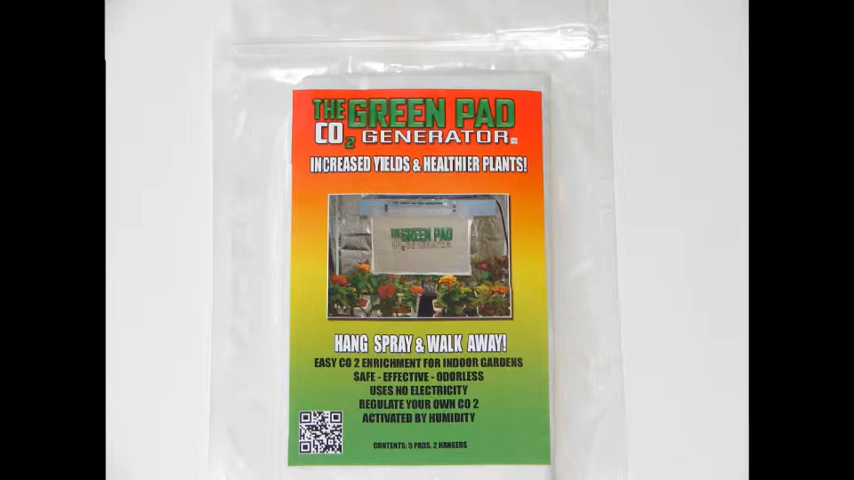 THE GREEN PAD
CO2 GENERATOR
INCREASED YIELDS & HEALTHIER PLANTS!
THE GREEN PAD
CO2 GENERATOR
HANG SPRAY & WALK AWAY!
EASY CO 2 ENRICHMENT FOR INDOOR GARDENS
SAFE - EFFECTIVE - ODORLESS
USES NO ELECTRICITY
REGULATE YOUR OWN CO 2
ACTIVATED BY HUMIDITY
CONTENTS: 5 PADS, 2 HANGERS